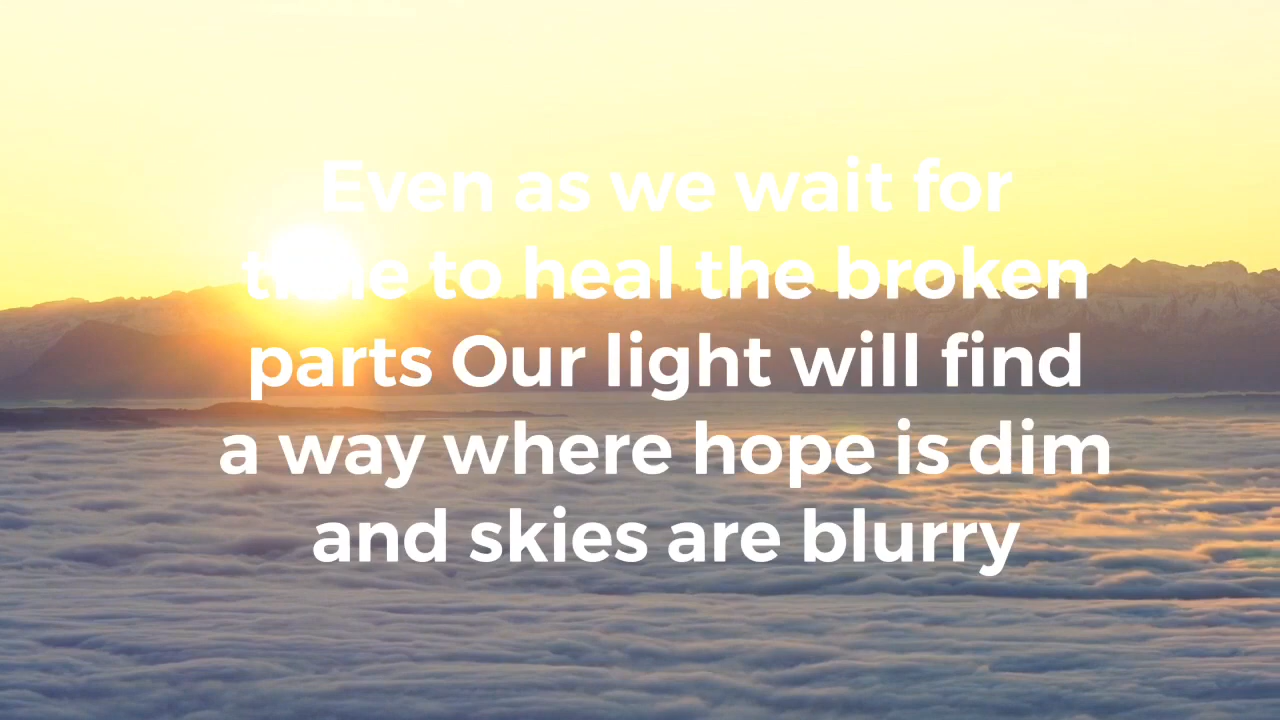 Even as we wait for
time to heal the broken
parts Our light will find
a way where hope is dim
and skies are blurry